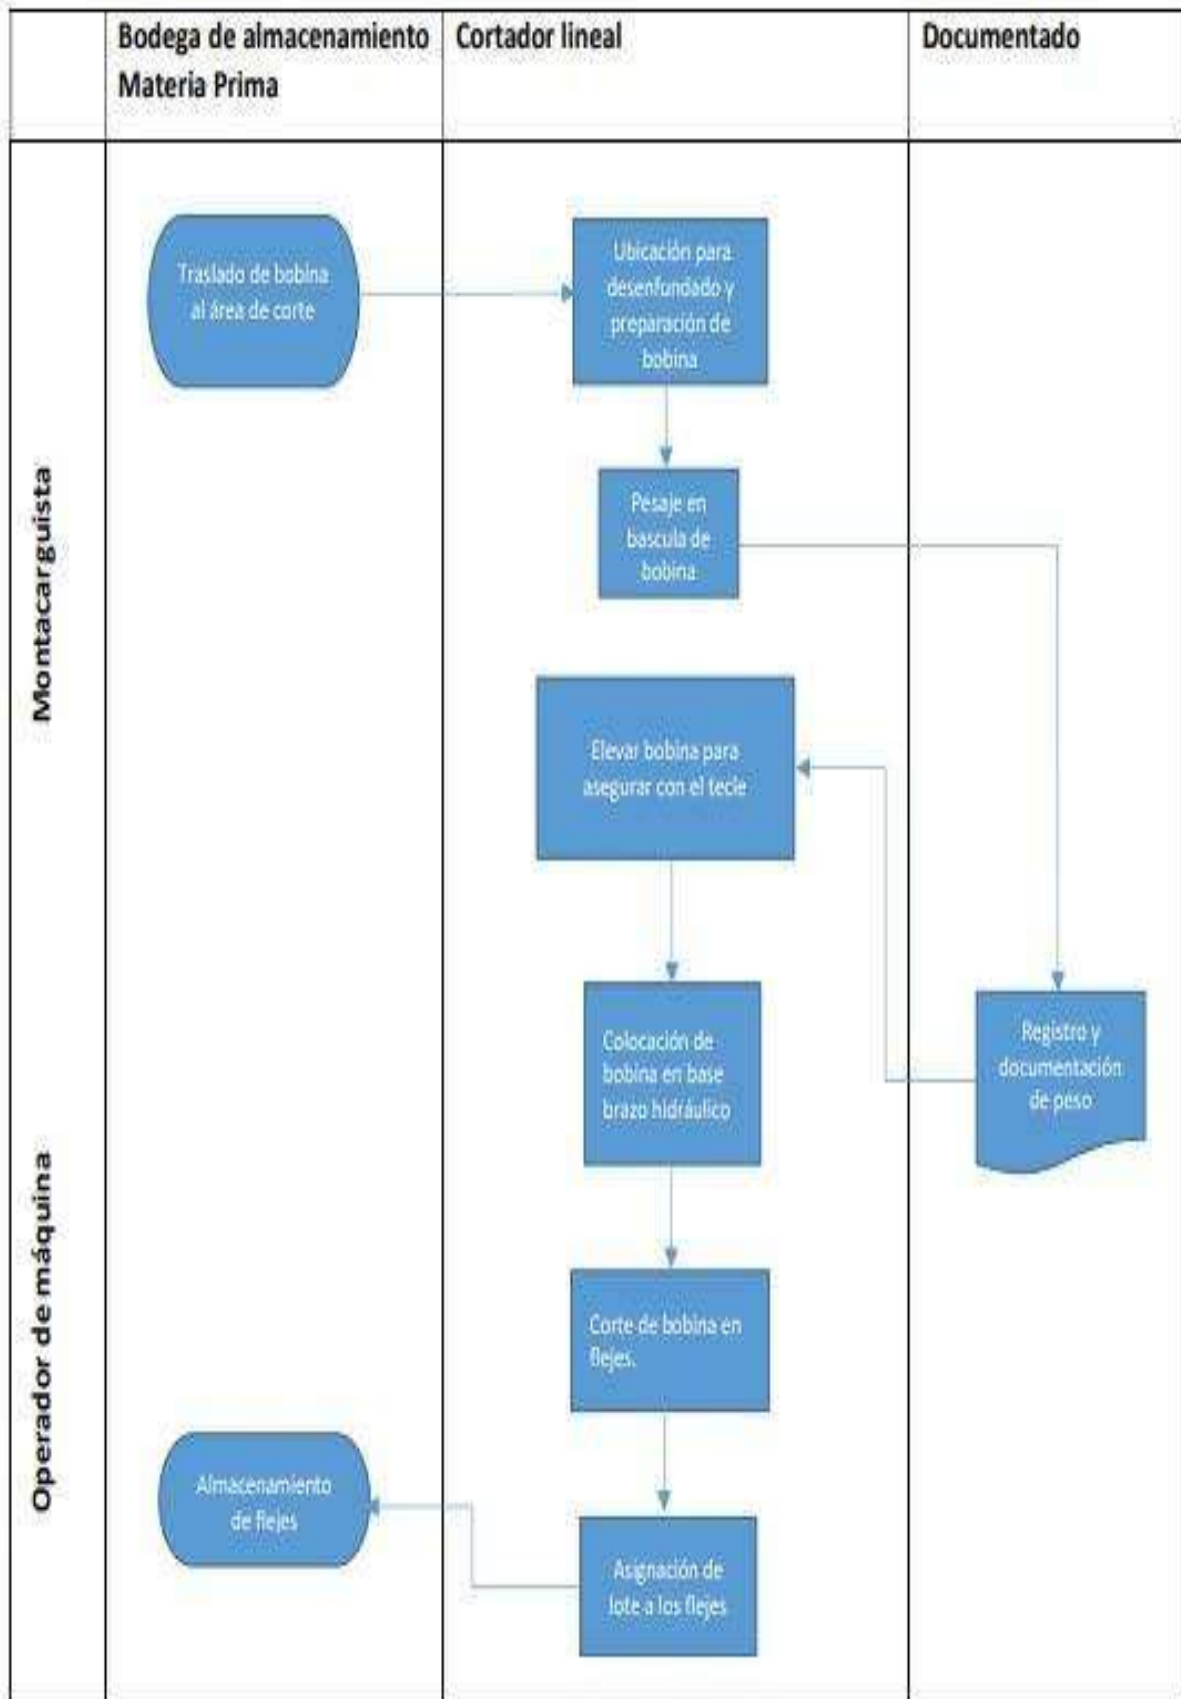 Bodega de almacenamiento
Materia Prima
Cortador lineal
Documentado
Montacarguista
Traslado de bobina
al área de corte
Ubicación para
desenfundado y
preparación de
bobina
Pesaje en
bascula de
bobina
Elevar bobina para
asegurar con el tecle
Registro y
documentación
de peso
Operador de máquina
Colocación de
bobina en base
brazo hidráulico
Corte de bobina en
flejes.
Asignación de
lote a los flejes
Almacenamiento
de flejes